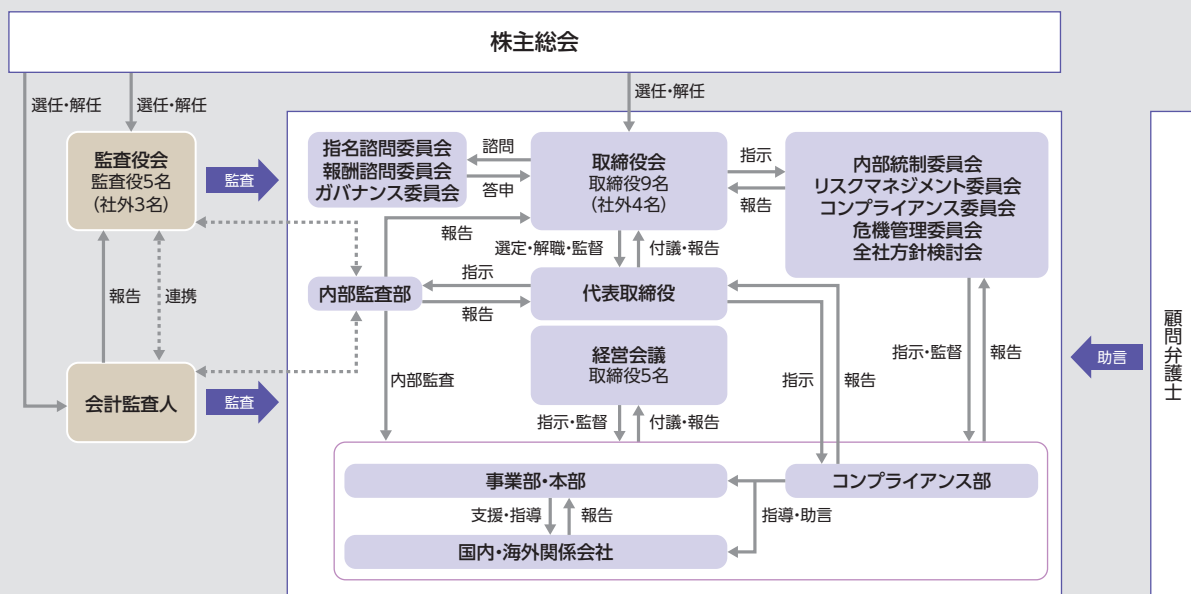 株主総会
選任・解任
選任・解任
選任・解任
監査役会
監査役5名
(社外3名)
監査
指名諮問委員会
報酬諮問委員会
ガバナンス委員会
諮問
答申
取締役会
取締役9名
(社外4名)
指示
報告
内部統制委員会
リスクマネジメント委員会
コンプライアンス委員会
危機管理委員会
全社方針検討会
報告
選定・解職・監督
付議・報告
内部監査部
指示
報告
代表取締役
報告
連携
経営会議
取締役5名
指示・監督
報告
助言
顧問弁護士
会計監査人
監査
内部監査
指示
報告
指示・監督
付議・報告
事業部・本部
コンプライアンス部
支援・指導
報告
指導・助言
国内・海外関係会社